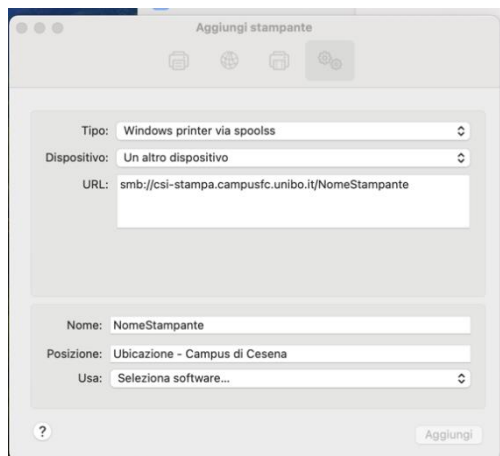 Aggiungi stampante
Tipo: Windows printer via spoolss
Dispositivo: Un altro dispositivo
URL: smb://csi-stampa.campusfc.unibo.it/NomeStampante
Nome: NomeStampante
Posizione: Ubicazione - Campus di Cesena
Usa: Seleziona software...
?
Aggiungi